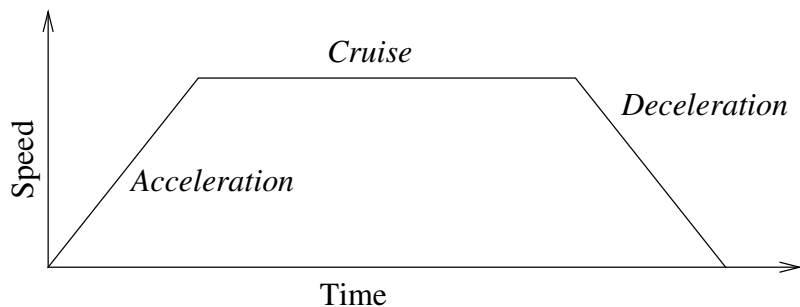 Cruise
Deceleration
Speed
Acceleration
Time